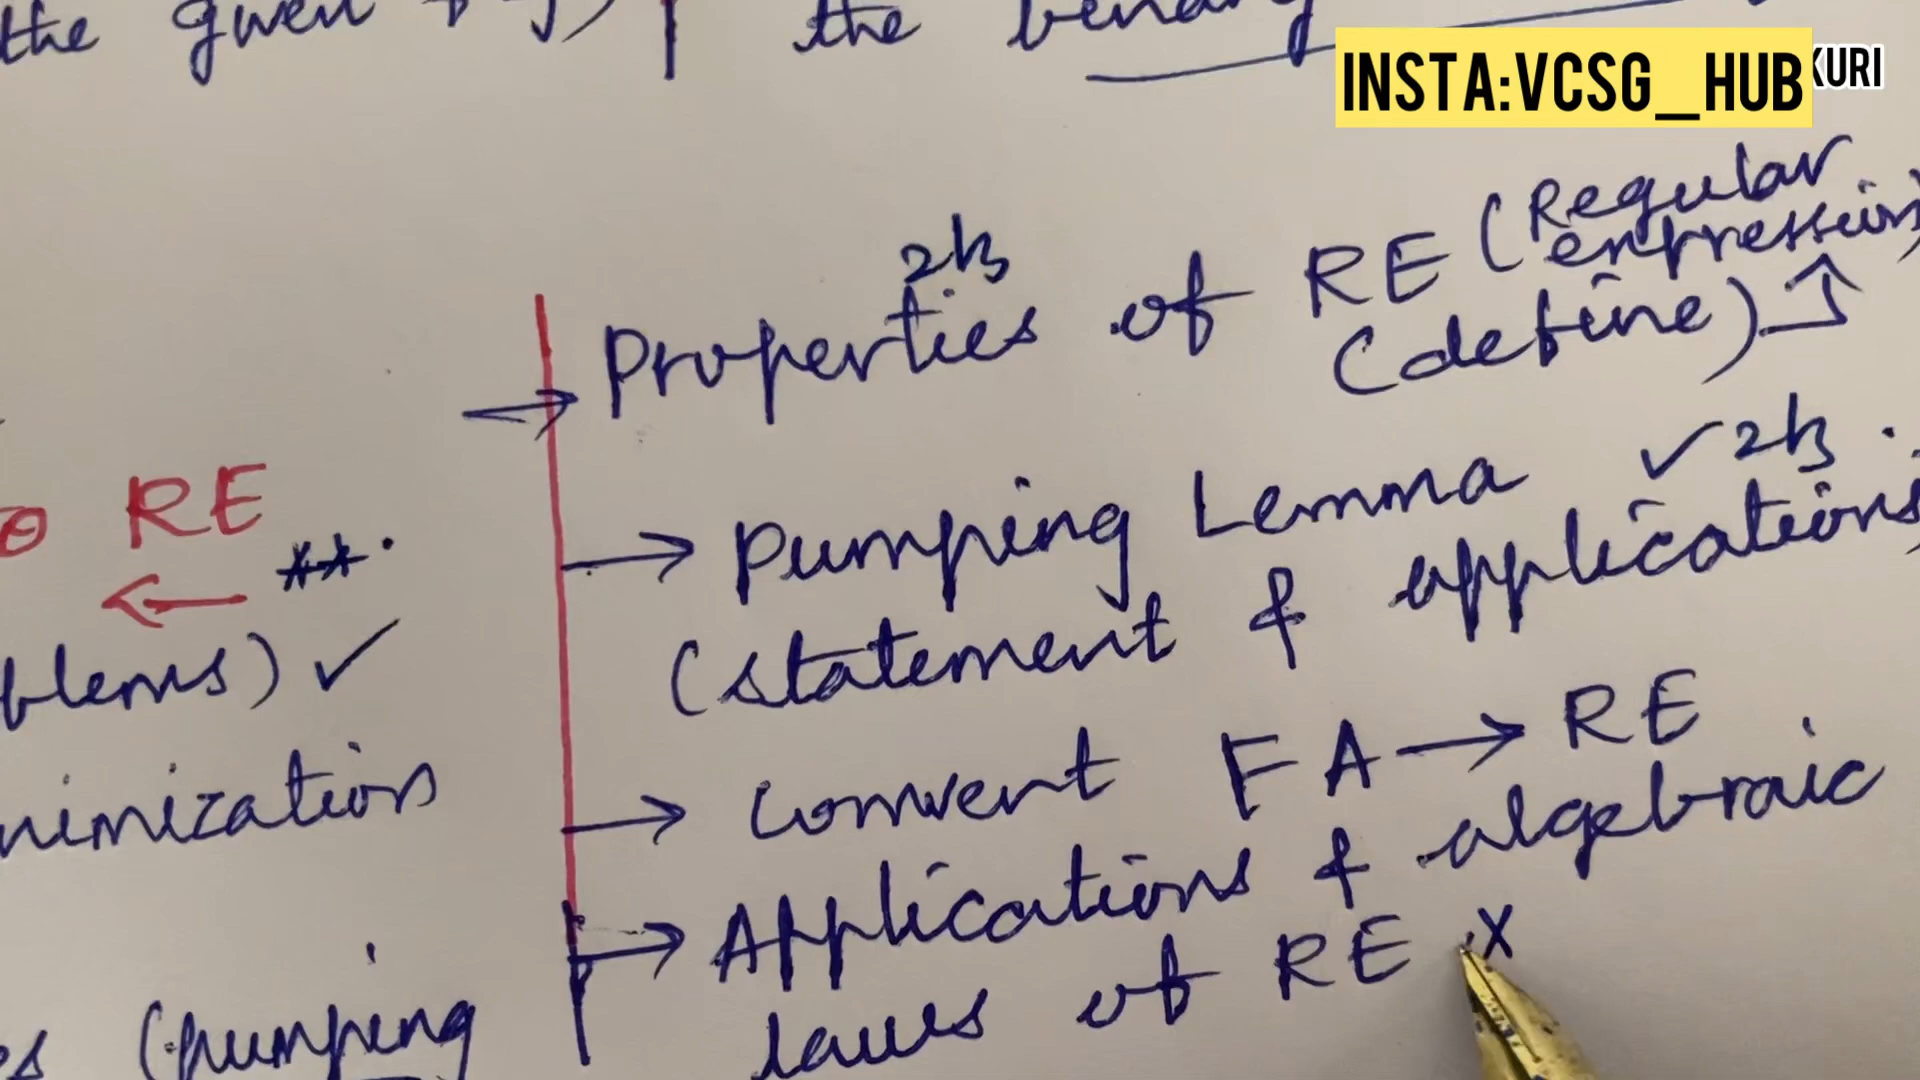 the given
the benary
INSTA:VCSG_HUB
KURI
2M
Properties of RE (Regular
expression)
(define)
RE
**
Pumping Lemma ✓ 2M
(statement & applications)
blems) ✓
Convert FA → RE
nimization
Applications & algebraic
laws of RE X
(pumping